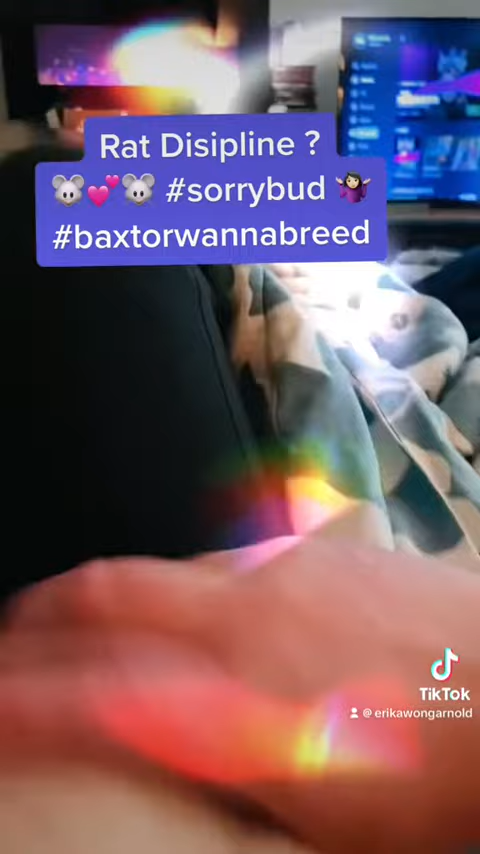 Rat Disipline ?
🐭💕🐭 #sorrybud 🤷🏻‍♀️
#baxtorwannabreed
TikTok
@erikawongarnold